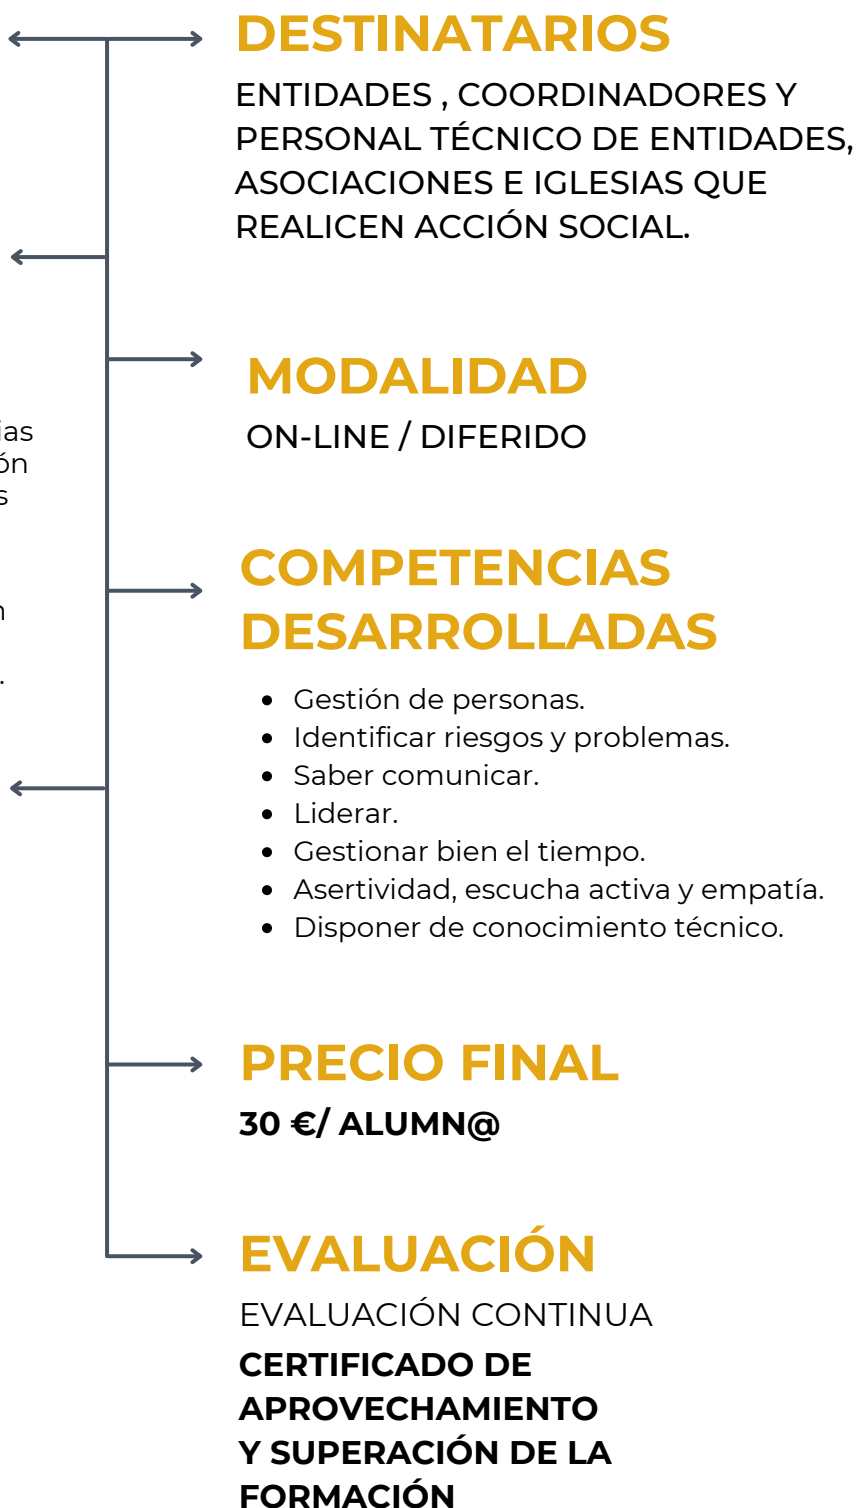 DESTINATARIOS
ENTIDADES , COORDINADORES Y
PERSONAL TÉCNICO DE ENTIDADES,
ASOCIACIONES E IGLESIAS QUE
REALICEN ACCIÓN SOCIAL.
MODALIDAD
ON-LINE / DIFERIDO
COMPETENCIAS
DESARROLLADAS
• Gestión de personas.
• Identificar riesgos y problemas.
• Saber comunicar.
• Liderar.
• Gestionar bien el tiempo.
• Asertividad, escucha activa y empatía.
• Disponer de conocimiento técnico.
PRECIO FINAL
30 €/ ALUMN@
EVALUACIÓN
EVALUACIÓN CONTINUA
CERTIFICADO DE
APROVECHAMIENTO
Y SUPERACIÓN DE LA
FORMACIÓN